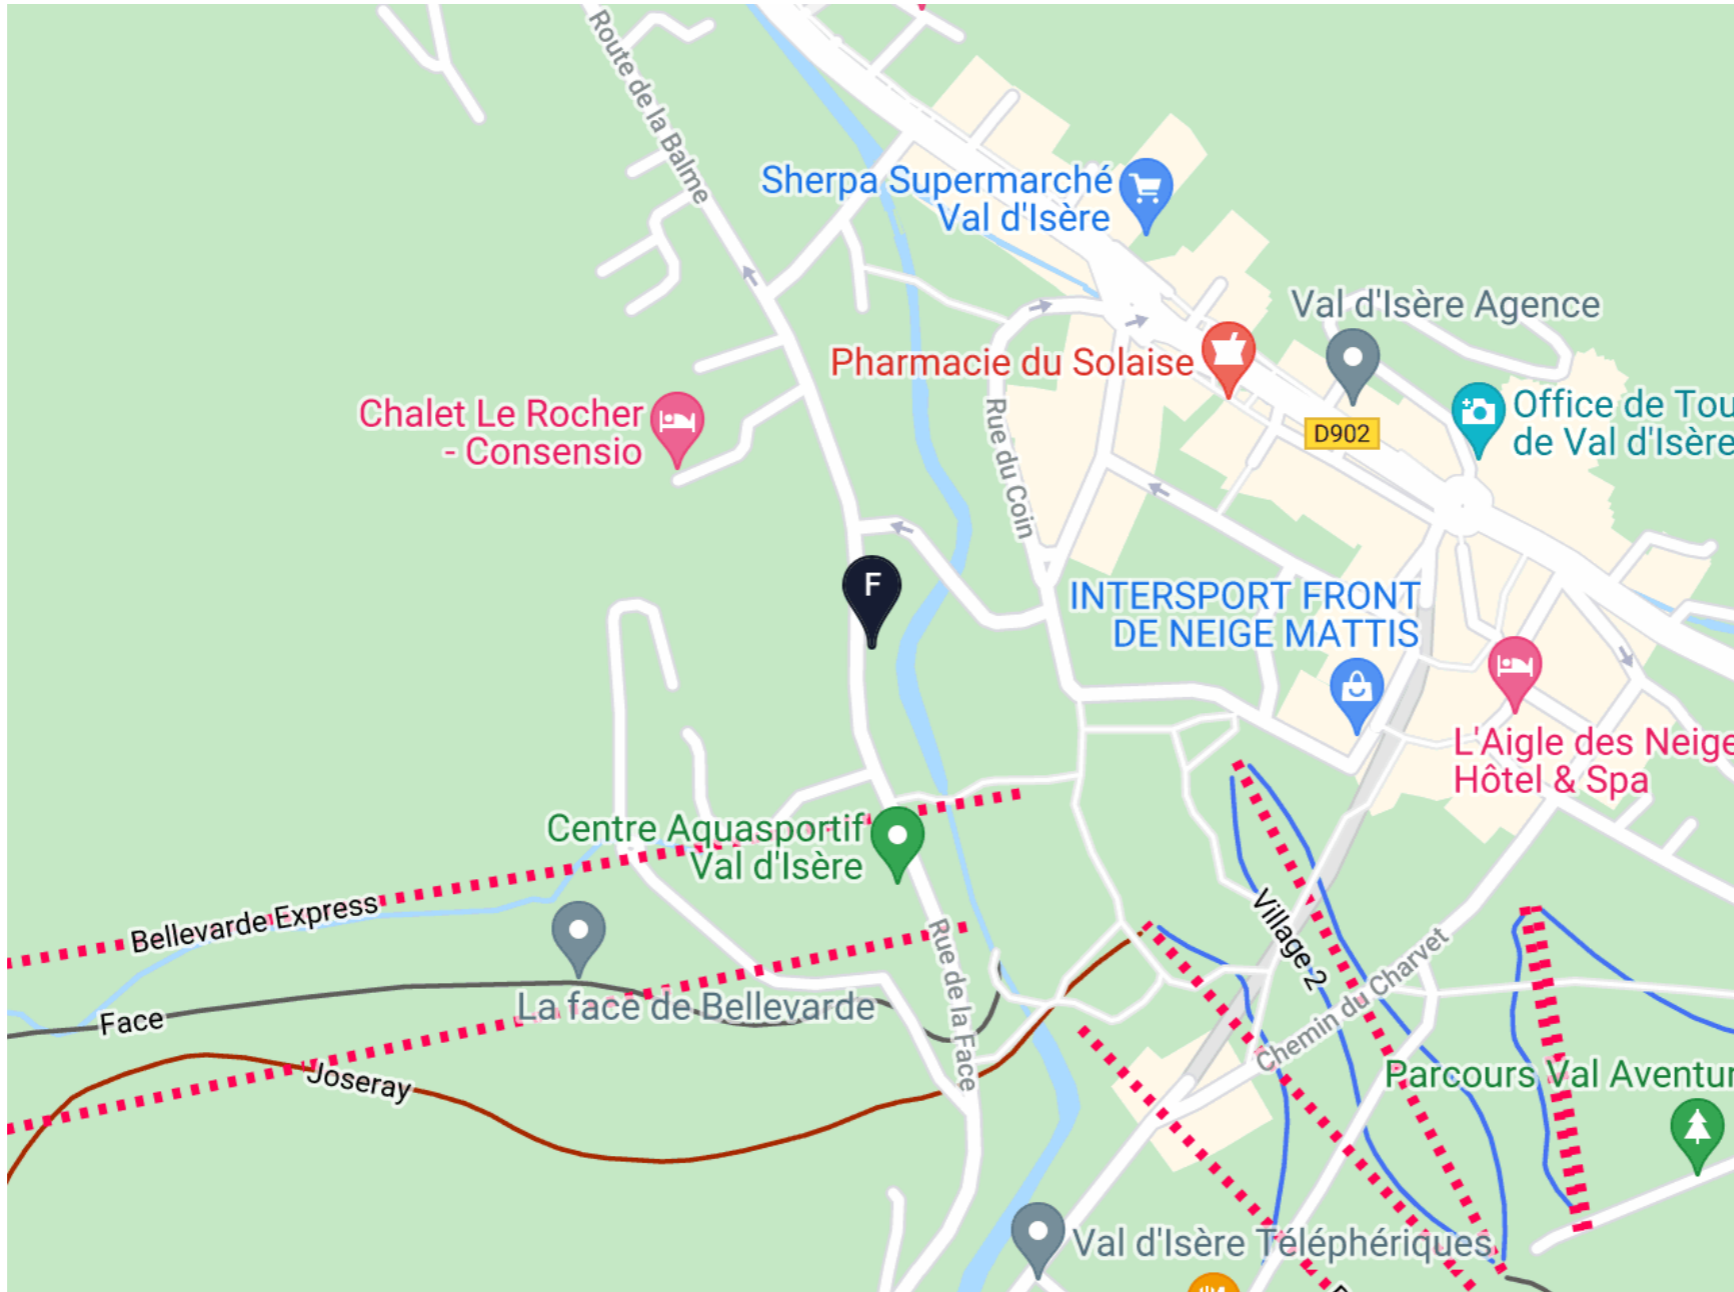 Route de la Balme
Sherpa Supermarché
Val d'Isère
Val d'Isère Agence
Pharmacie du Solaise
Chalet Le Rocher
- Consensio
Rue du Coin
D902
Office de Tou
de Val d'Isère
F
INTERSPORT FRONT
DE NEIGE MATTIS
L'Aigle des Neige
Hôtel & Spa
Centre Aquasportif
Val d'Isère
Bellevarde Express
Village 2
Rue de la Face
La face de Bellevarde
Face
Chemin du Charvet
Joseray
Parcours Val Aventur
Val d'Isère Téléphériques